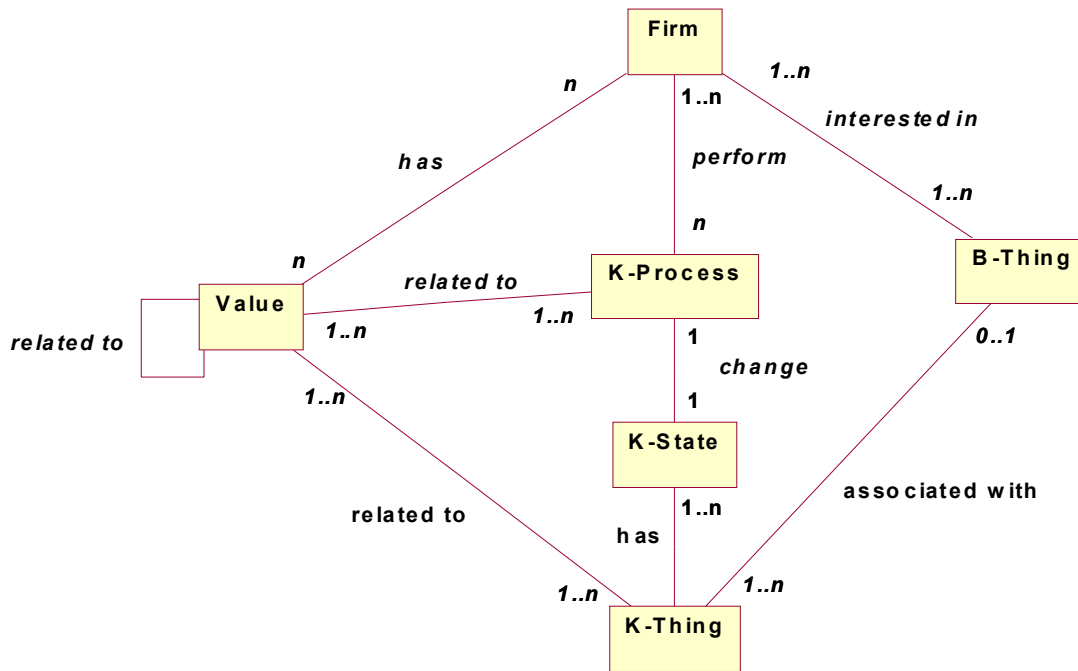 Firm
1..n
n
1..n
interested in
has
perform
1..n
n
n
B-Thing
K-Process
related to
Value
1..n
1..n
related to
1
0..1
change
1..n
1
K-State
associated with
1..n
related to
has
1..n
1..n
K-Thing